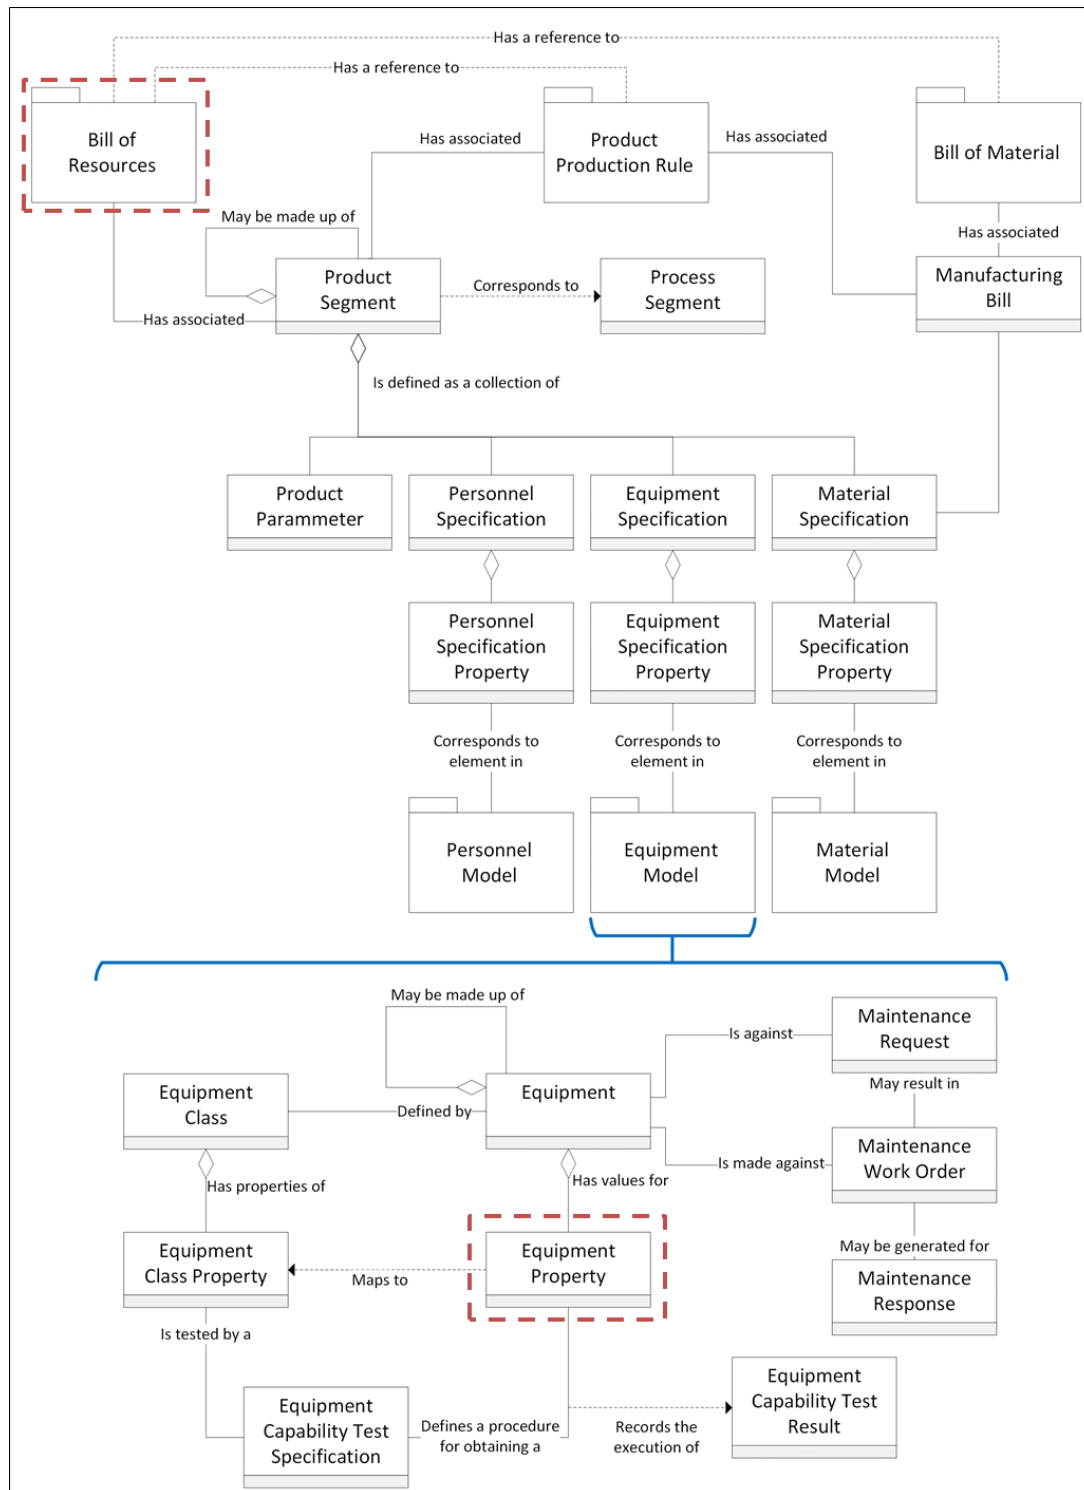 Has a reference to
Has a reference to
Bill of
Resources
Has associated
Product
Production Rule
Has associated
Bill of Material
May be made up of
Has associated
Product
Segment
Corresponds to
Process
Segment
Manufacturing
Bill
Has associated
Is defined as a collection of
Product
Parammeter
Personnel
Specification
Equipment
Specification
Material
Specification
Personnel
Specification
Property
Equipment
Specification
Property
Material
Specification
Property
Corresponds to
element in
Corresponds to
element in
Corresponds to
element in
Personnel
Model
Equipment
Model
Material
Model
May be made up of
Maintenance
Request
Is against
May result in
Equipment
Class
Defined by
Equipment
Is made against
Maintenance
Work Order
Has properties of
Has values for
Equipment
Class Property
Maps to
Equipment
Property
May be generated for
Maintenance
Response
Is tested by a
Equipment
Capability Test
Specification
Defines a procedure
for obtaining a
Records the
execution of
Equipment
Capability Test
Result